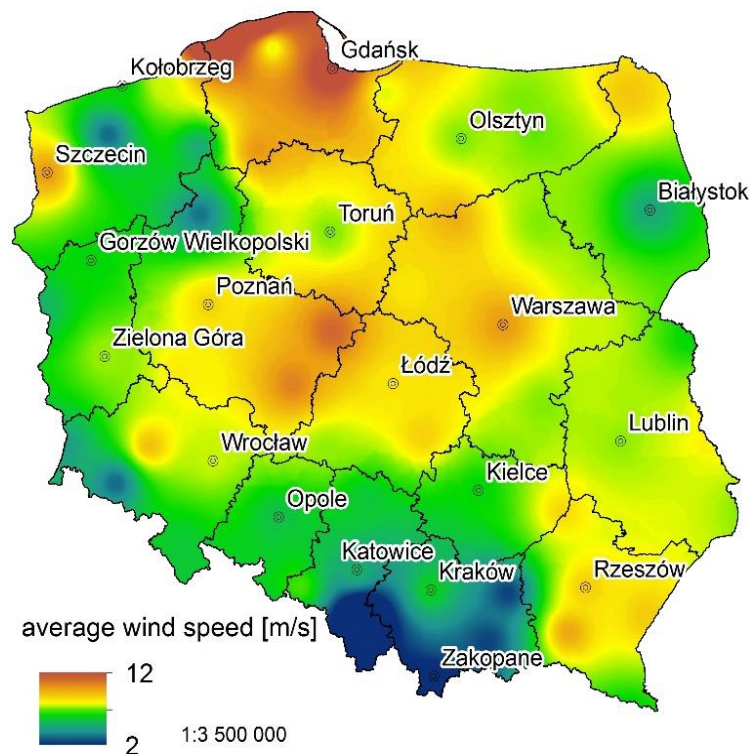 Kołobrzeg
Gdańsk
Olsztyn
Szczecin
Białystok
Toruń
Gorzów Wielkopolski
Poznań
Warszawa
Zielona Góra
Łódź
Lublin
Wrocław
Kielce
Opole
Katowice
Kraków
Rzeszów
average wind speed [m/s]
Zakopane
12
2
1:3 500 000